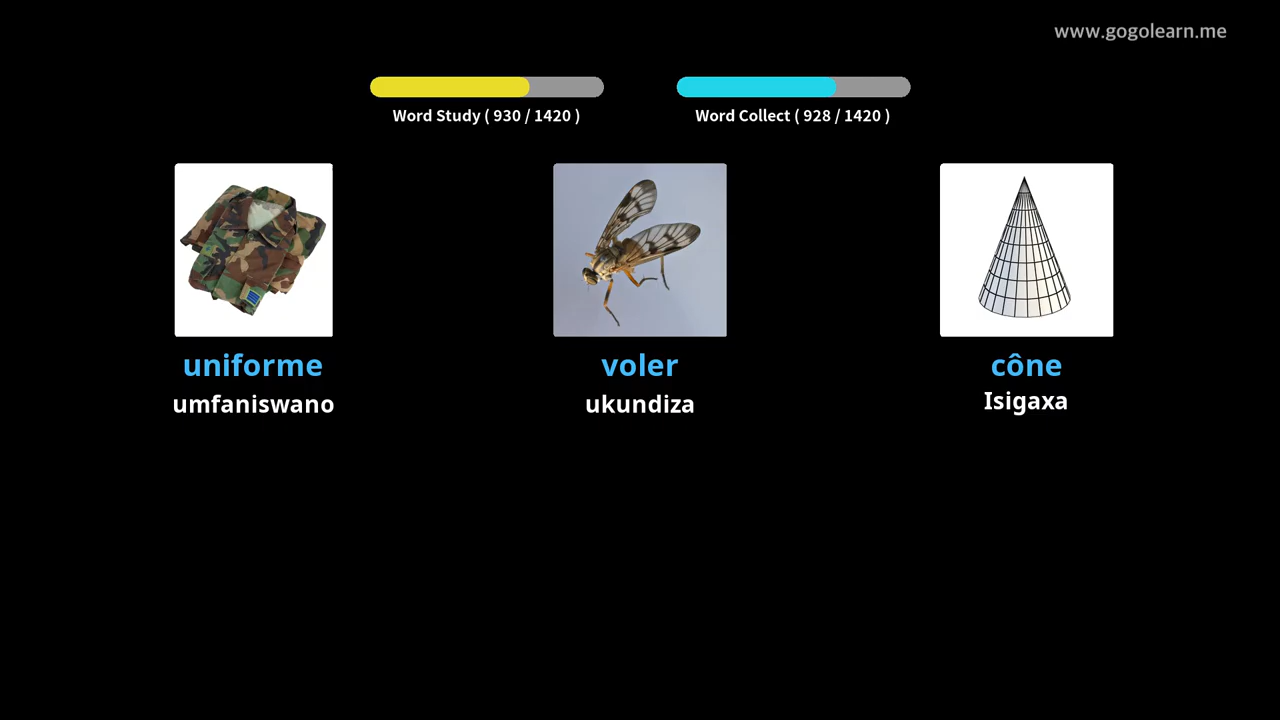 www.gogolearn.me
Word Study ( 930 / 1420 )
Word Collect ( 928 / 1420 )
uniforme
umfaniswano
voler
ukundiza
cône
Isigaxa